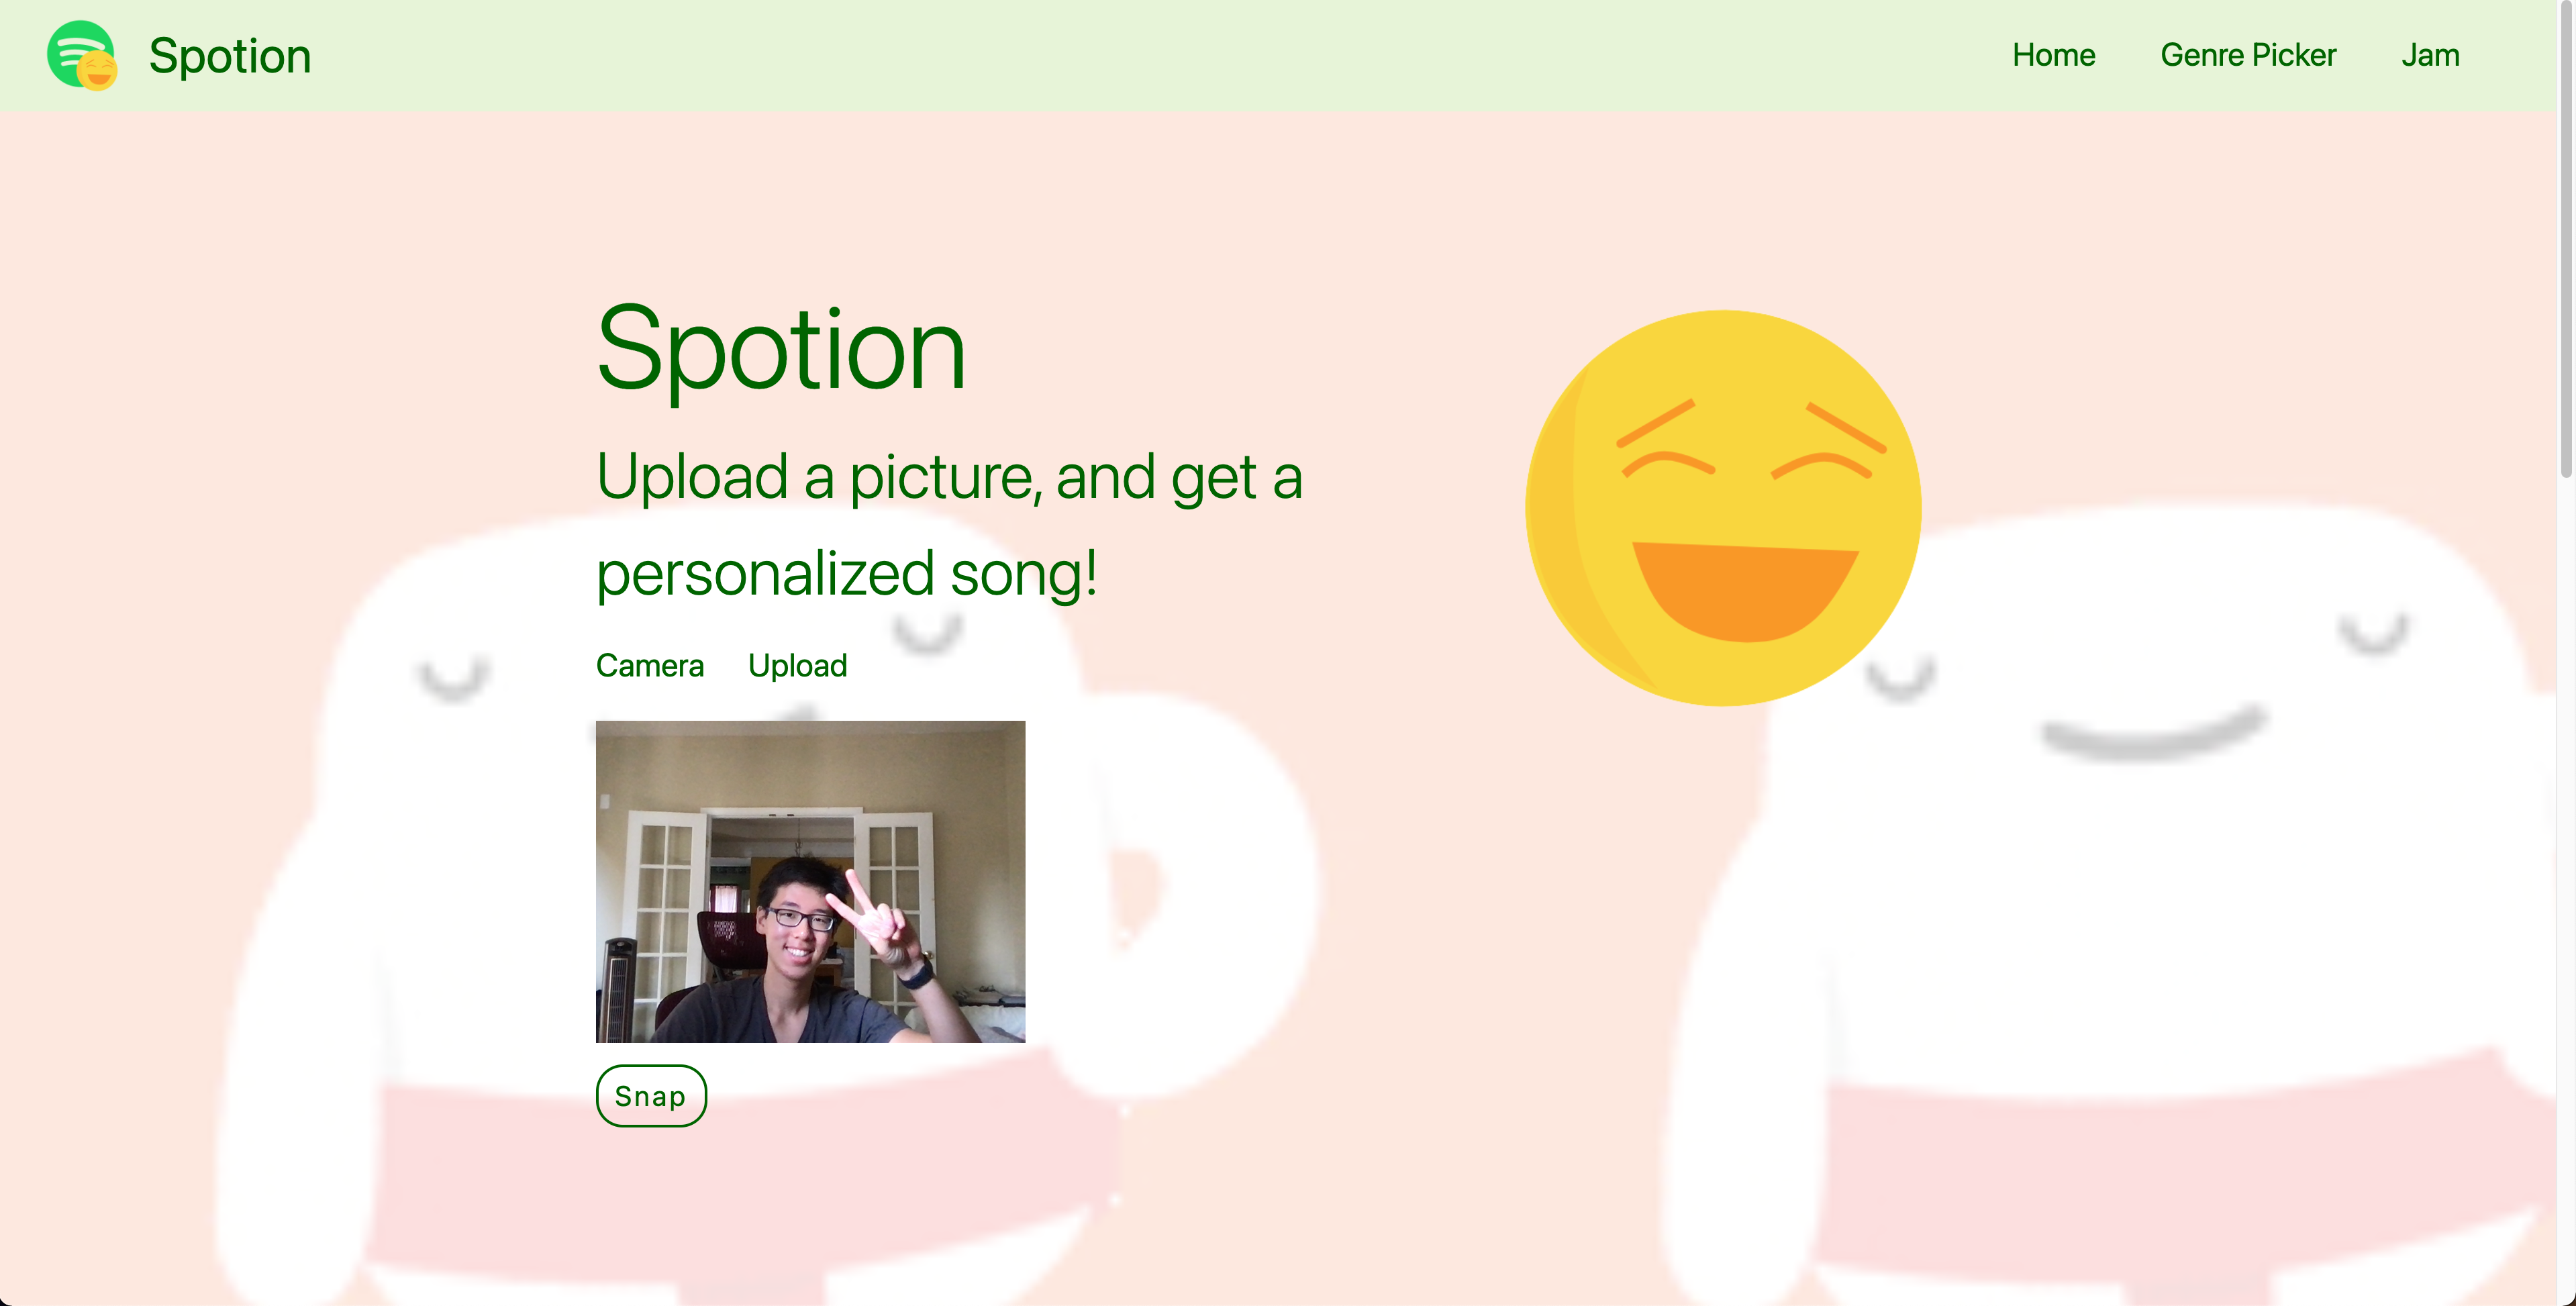 Spotion
Home
Genre Picker
Jam
Spotion
Upload a picture, and get a
personalized song!
Camera
Upload
Snap